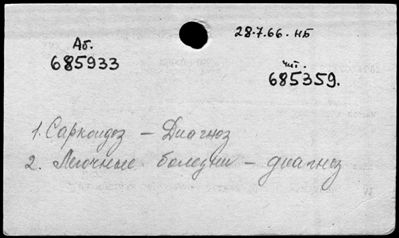 28.7.66. НБ
Аб.
685933
чит.
685359.
1. Саркоидоз – Диагноз
2. Легочные болезни – диагноз